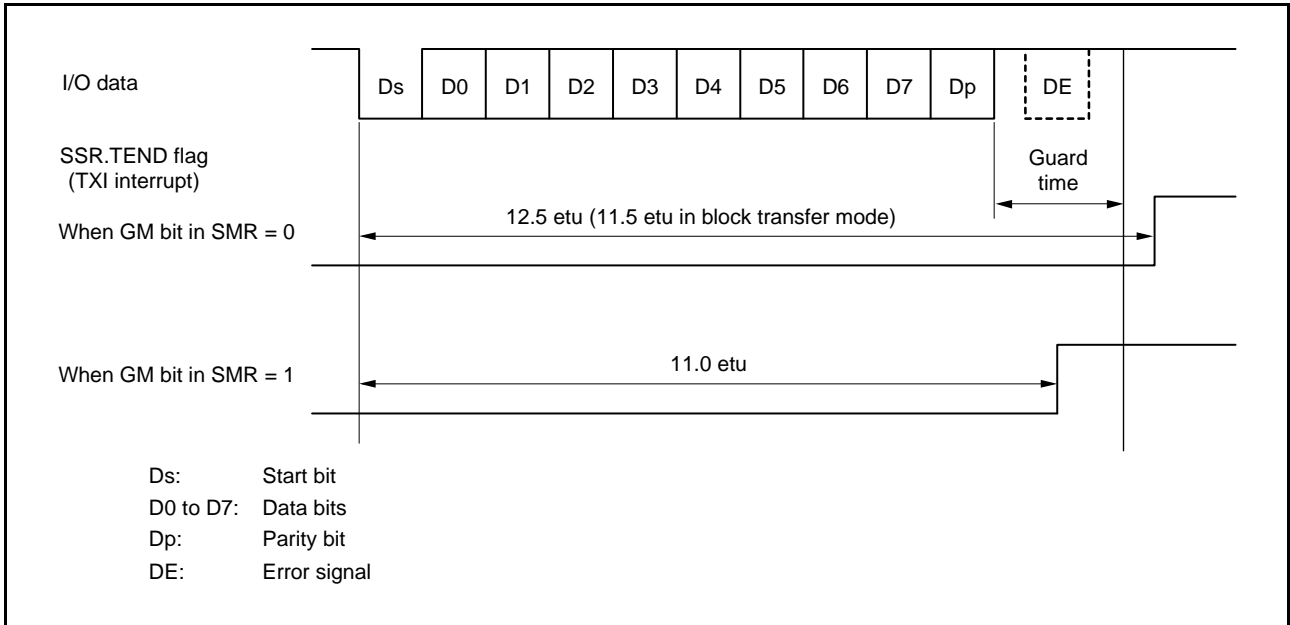 I/O data
Ds D0 D1 D2 D3 D4 D5 D6 D7 Dp DE
SSR.TEND flag
(TXI interrupt)
Guard
time
When GM bit in SMR = 0
12.5 etu (11.5 etu in block transfer mode)
When GM bit in SMR = 1
11.0 etu
Ds: Start bit
D0 to D7: Data bits
Dp: Parity bit
DE: Error signal